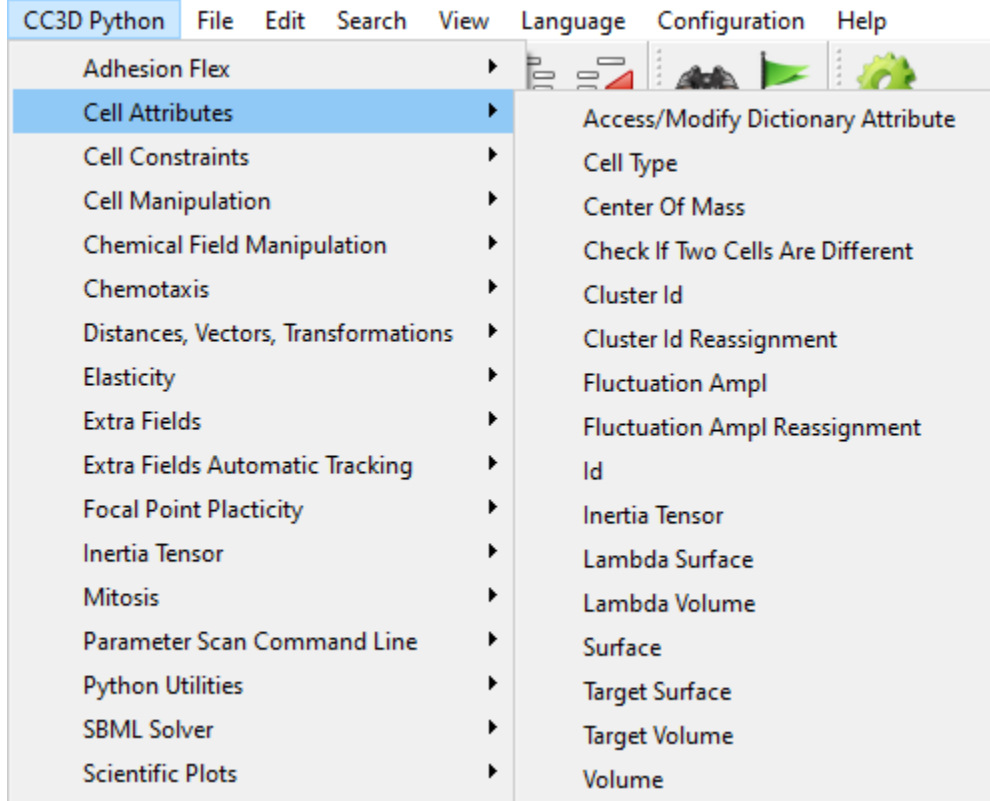 CC3D Python File Edit Search View Language Configuration Help
Adhesion Flex
Cell Attributes
Cell Constraints
Cell Manipulation
Chemical Field Manipulation
Chemotaxis
Distances, Vectors, Transformations
Elasticity
Extra Fields
Extra Fields Automatic Tracking
Focal Point Placticity
Inertia Tensor
Mitosis
Parameter Scan Command Line
Python Utilities
SBML Solver
Scientific Plots
Access/Modify Dictionary Attribute
Cell Type
Center Of Mass
Check If Two Cells Are Different
Cluster Id
Cluster Id Reassignment
Fluctuation Ampl
Fluctuation Ampl Reassignment
Id
Inertia Tensor
Lambda Surface
Lambda Volume
Surface
Target Surface
Target Volume
Volume